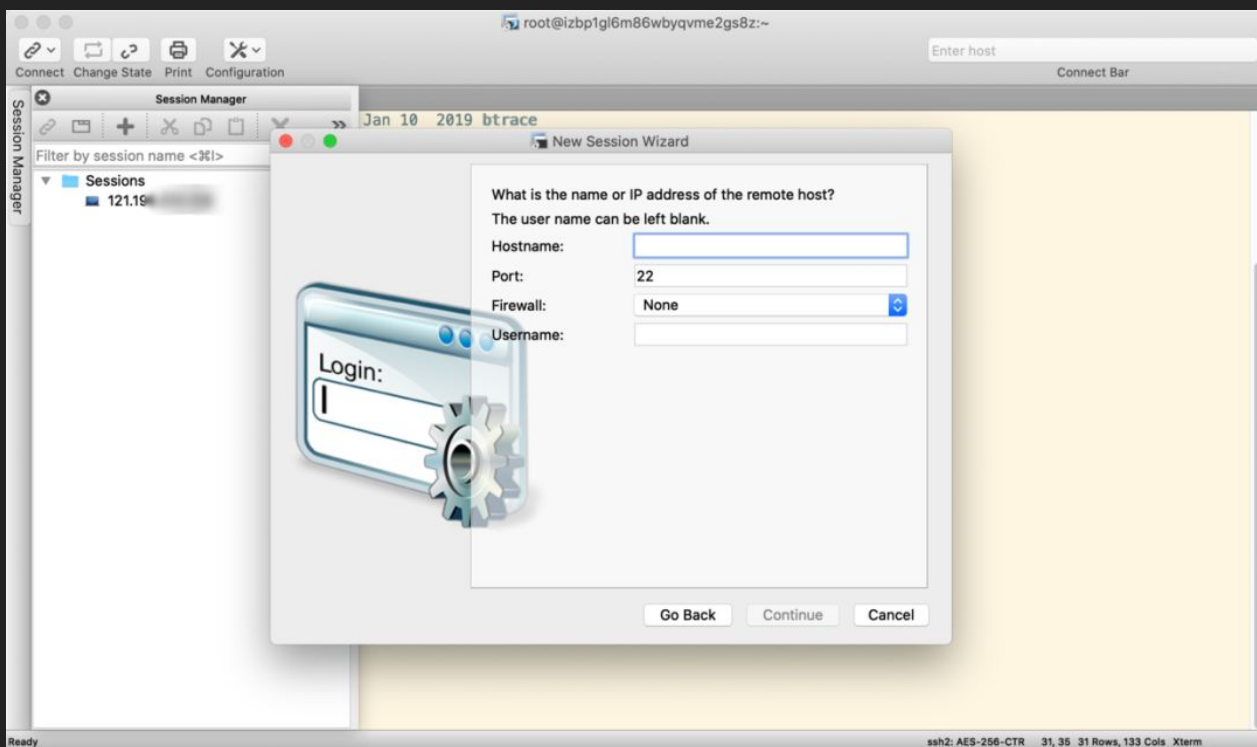 root@izbp1gl6m86wbyqvme2gs8z:~
Enter host
Connect Change State Print Configuration
Connect Bar
Session Manager
Session Manager
Filter by session name <⌘I>
Sessions
121.19
Jan 10 2019 btrace
New Session Wizard
What is the name or IP address of the remote host?
The user name can be left blank.
Hostname:
Port: 22
Firewall: None
Username:
Login:
Go Back Continue Cancel
Ready
ssh2: AES-256-CTR 31, 35 31 Rows, 133 Cols Xterm